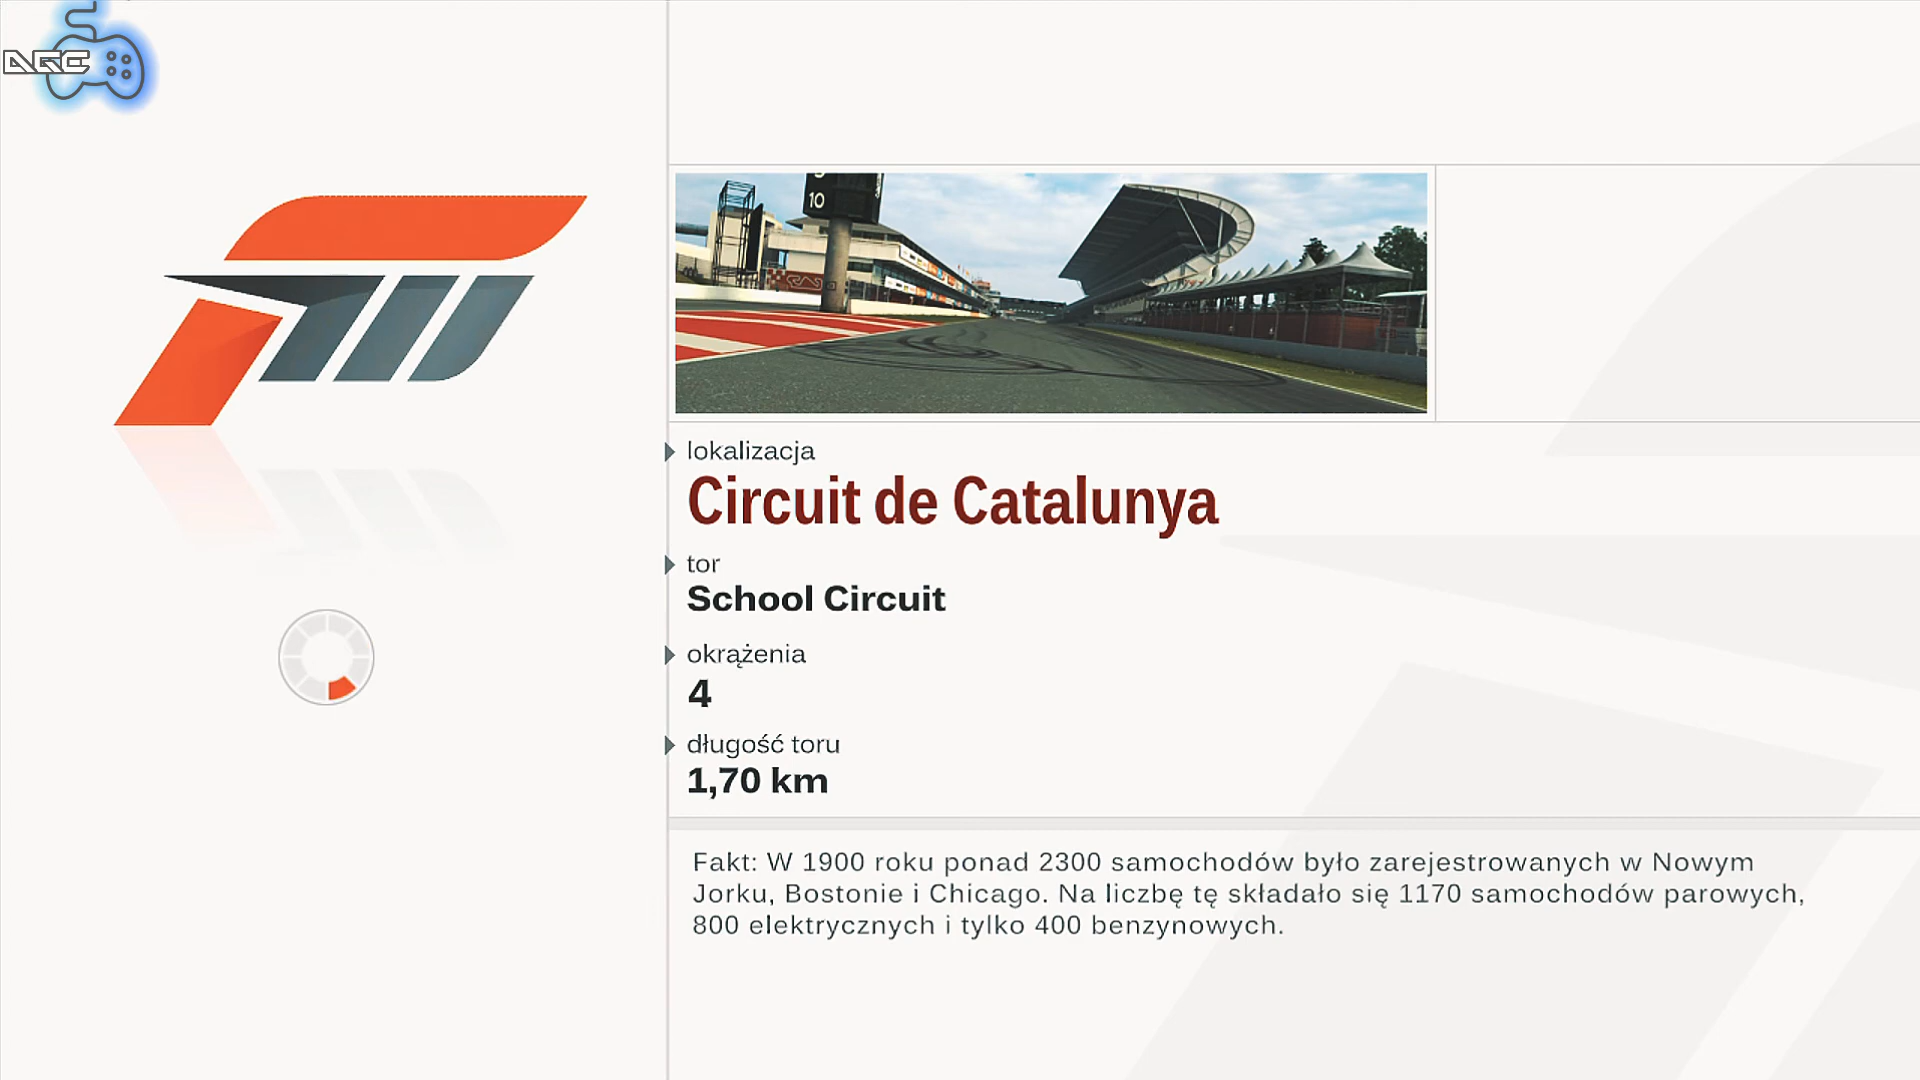 AGC
10
lokalizacja
Circuit de Catalunya
tor
School Circuit
okrążenia
4
długość toru
1,70 km
Fakt: W 1900 roku ponad 2300 samochodów było zarejestrowanych w Nowym
Jorku, Bostonie i Chicago. Na liczbę tę składało się 1170 samochodów parowych,
800 elektrycznych i tylko 400 benzynowych.